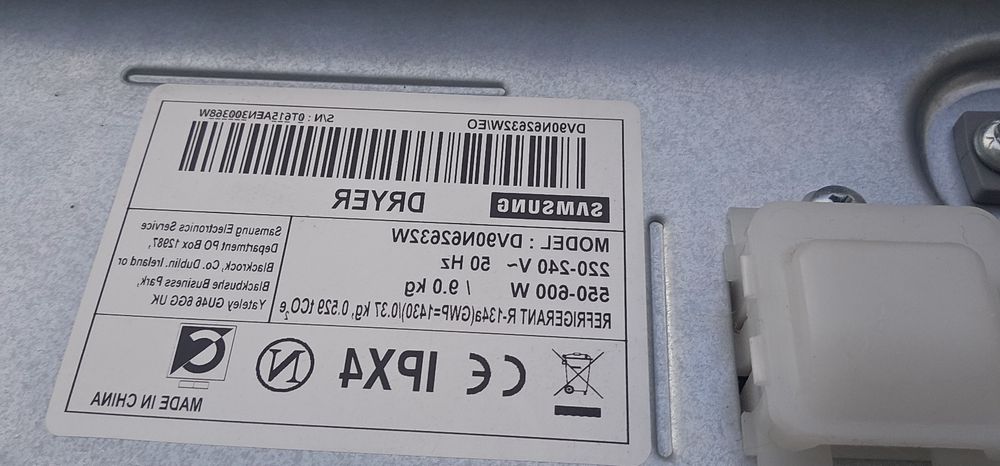 DV90N62632W/EO S/N : 0T615AEN300368W
SAMSUNG DRYER
MODEL : DV90N62632W
220-240 V~ 50 Hz
550-600 W / 9.0 kg
REFRIGERANT R-134a(GWP=1430)/0.37 kg, 0.529 tCO₂e
Samsung Electronics Service
Department PO Box 12987,
Blackrock, Co. Dublin. Ireland or
Blackbushe Business Park,
Yateley GU46 6GG UK
CE IPX4 N
MADE IN CHINA